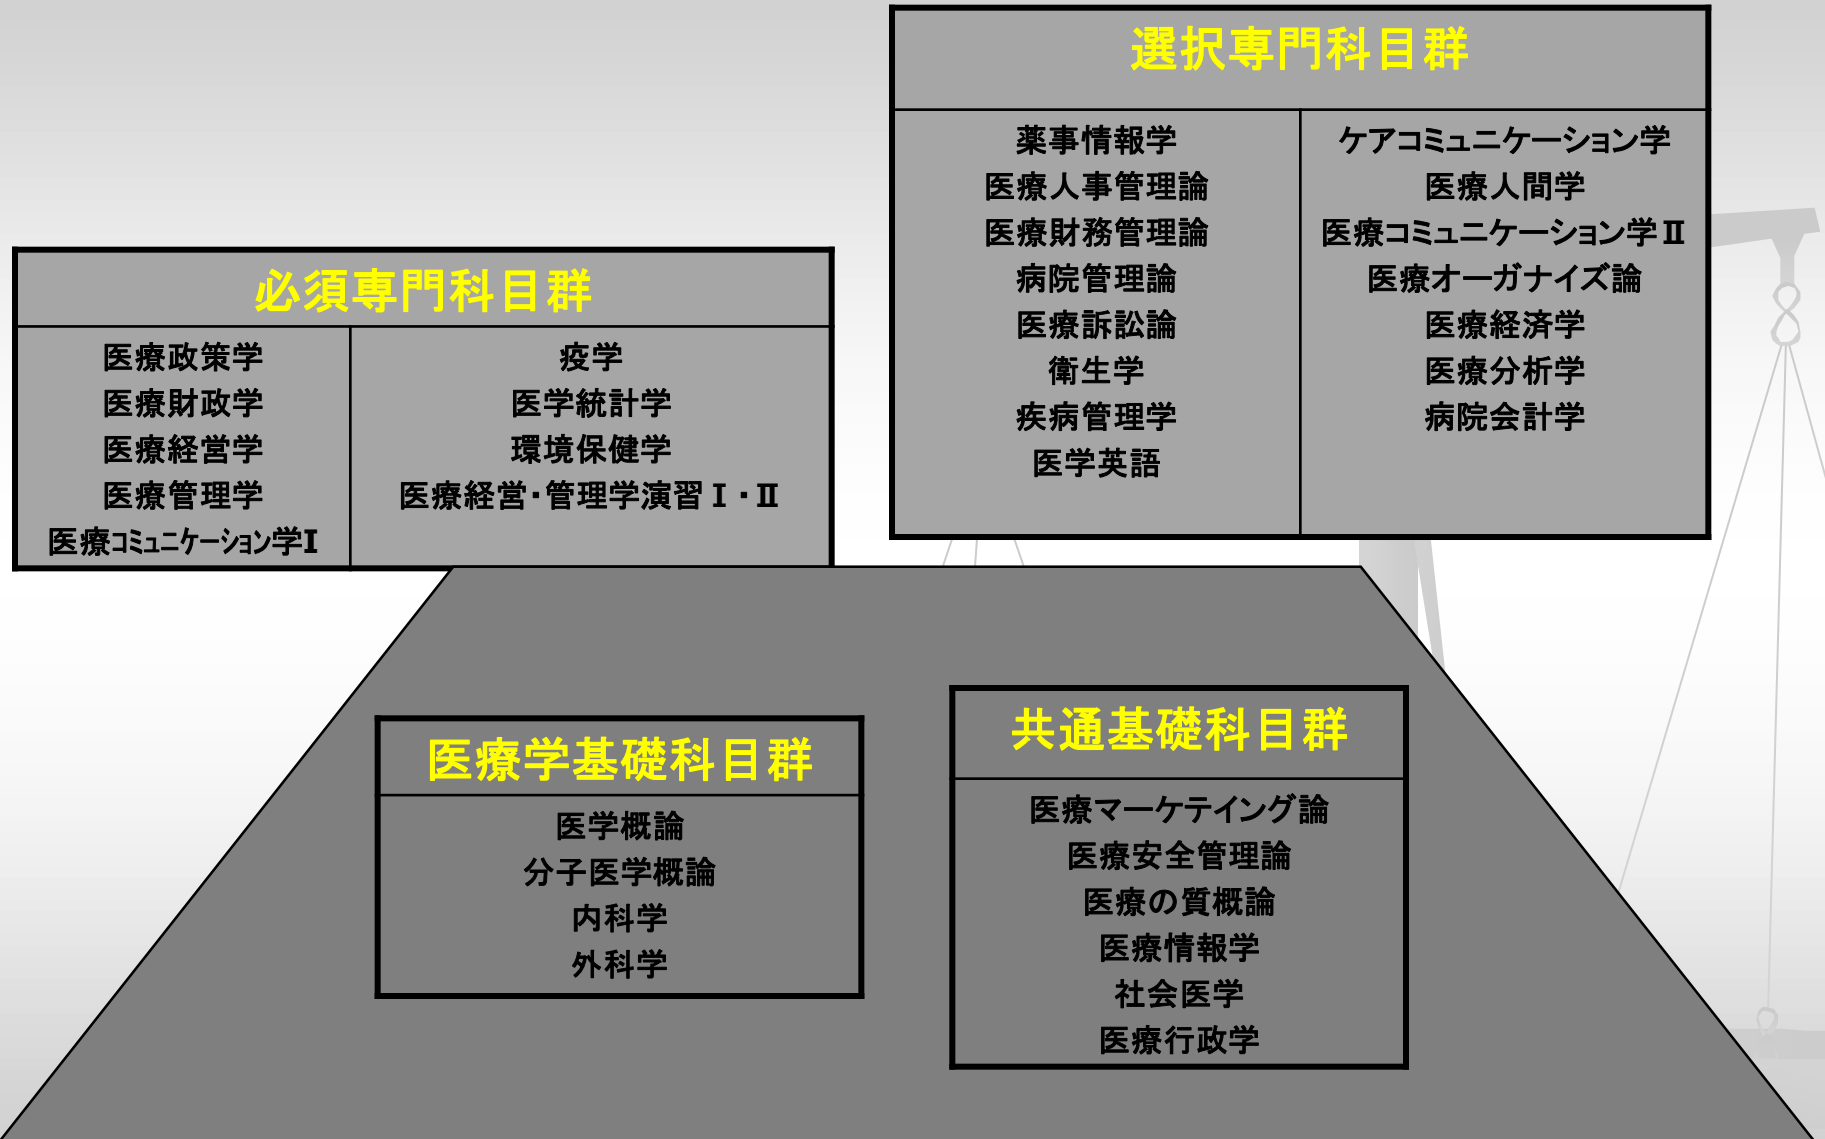 選択専門科目群
薬事情報学
医療人事管理論
医療財務管理論
病院管理論
医療訴訟論
衛生学
疾病管理学
医学英語
ケアコミュニケーション学
医療人間学
医療コミュニケーション学Ⅱ
医療オーガナイズ論
医療経済学
医療分析学
病院会計学
必須専門科目群
医療政策学
医療財政学
医療経営学
医療管理学
医療コミュニケーション学Ⅰ
疫学
医学統計学
環境保健学
医療経営・管理学演習Ⅰ・Ⅱ
医療学基礎科目群
医学概論
分子医学概論
内科学
外科学
共通基礎科目群
医療マーケテイング論
医療安全管理論
医療の質概論
医療情報学
社会医学
医療行政学